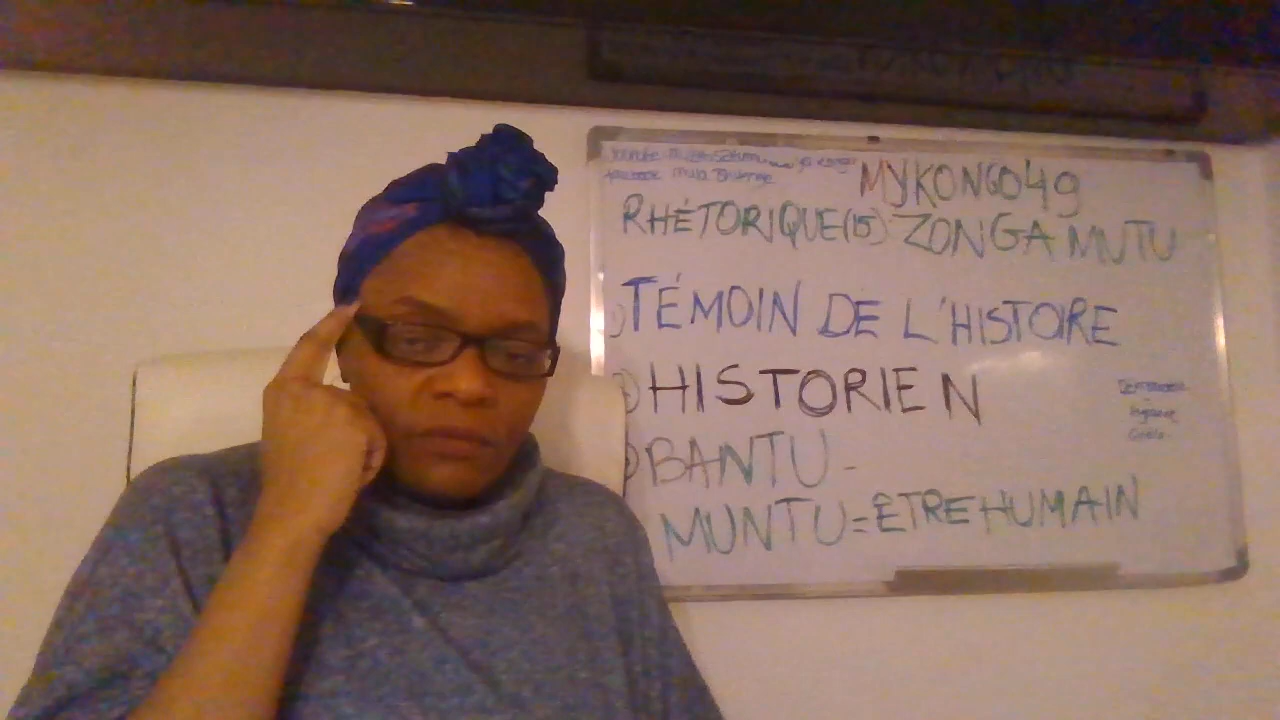 MYKONGO49
RHÉTORIQUE(15) ZONGA MUTU
TÉMOIN DE L'HISTOIRE
HISTORIEN
BANTU-
MUNTU=ÊTRE HUMAIN